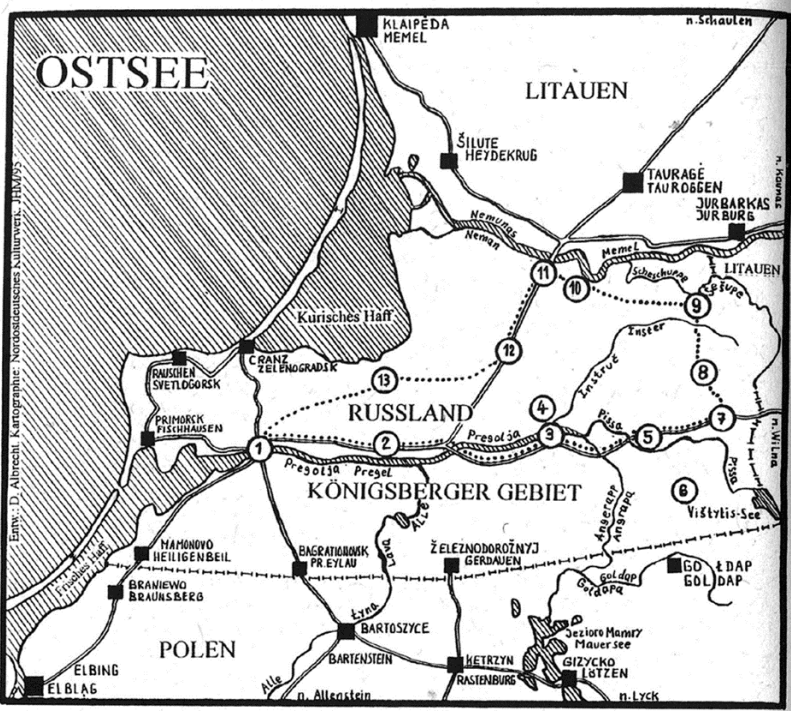 KLAIPĖDA
MEMEL
n. Schaulen
OSTSEE
LITAUEN
ŠILUTE
HEYDEKRUG
TAURAGĖ
TAUROGGEN
n. Kaunas
JURBARKAS
JURBURG
Nemunas
Neman
Memel
Scheschuppe
LITAUEN
11
10
9
Kurisches Haff
Inster
Instruč
CRANZ
ZELENOGRADSK
RAUSCHEN
SVETLOGORSK
12
13
8
RUSSLAND
PRIMORSK
FISCHHAUSEN
4
Pissa
7
1
2
Pregolja
3
5
n. Wilna
Pregolja
Pregel
KÖNIGSBERGER GEBIET
6
Pissa
Vištytis-See
Alle
Lava
Angerapp
Angrapa
Frisches Haff
MAMONOVO
HEILIGENBEIL
BAGRATIONOVSK
PR. EYLAU
ŽELEZNODOROŽNYJ
GERDAUEN
GOŁDAP
GOLDAP
Goldap
Goldapa
BRANIEWO
BRAUNSBERG
Łyna
BARTOSZYCE
BARTENSTEIN
Jezioro Mamry
Mauersee
POLEN
ELBING
ELBLĄG
KĘTRZYN
RASTENBURG
GIZYCKO
LÖTZEN
Alle
n. Allenstein
n. Lyck
Entw.: D. Albrecht. Kartographie: Nordostdeutsches Kulturwerk. JHM/95